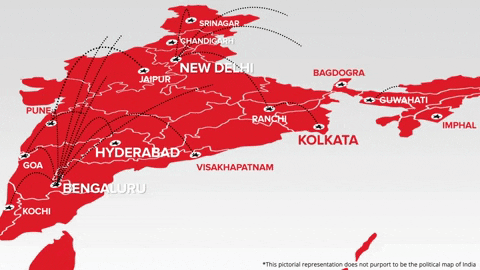 SRINAGAR
CHANDIGARH
NEW DELHI
JAIPUR
BAGDOGRA
GUWAHATI
PUNE
RANCHI
IMPHAL
KOLKATA
HYDERABAD
GOA
VISAKHAPATNAM
BENGALURU
KOCHI
*This pictorial representation does not purport to be the political map of India